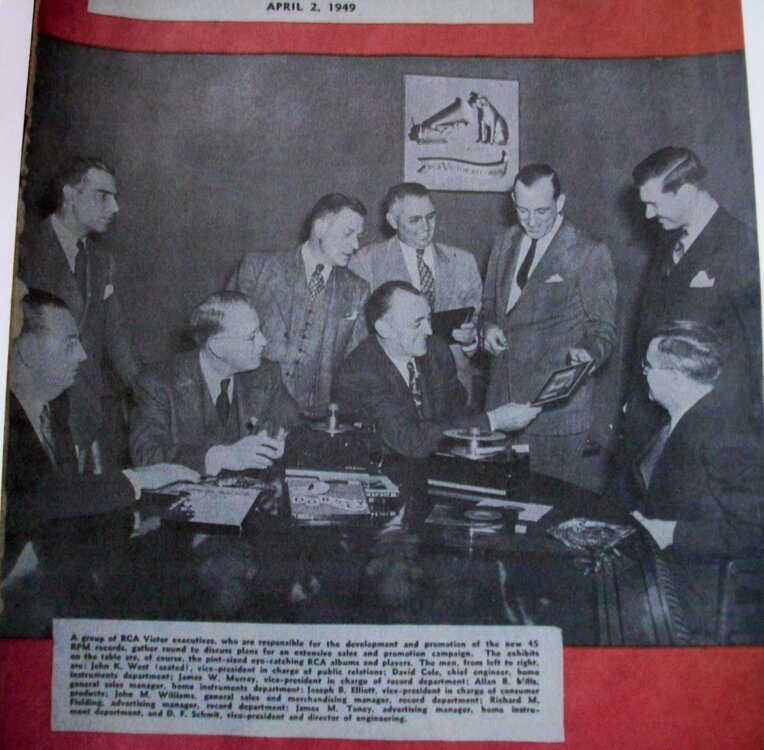 APRIL 2, 1949
RCA VICTOR RECORDS
A group of RCA Victor executives, who are responsible for the development and promotion of the new 45
RPM records, gather round to discuss plans for an extensive sales and promotion campaign. The exhibits
on the table are, of course, the pint-sized eye-catching RCA albums and players. The men, from left to right,
are: John K. West (seated), vice-president in charge of public relations; David Cole, chief engineer, home
instruments department; James W. Murray, vice-president in charge of record department; Allan B. Mills,
general sales manager, home instruments department; Joseph B. Elliott, vice-president in charge of consumer
products; John M. Williams, general sales and merchandising manager, record department; Richard M.
Fielding, advertising manager, record department; James M. Toney, advertising manager, home instru-
ment department, and D. F. Schmit, vice-president and director of engineering.